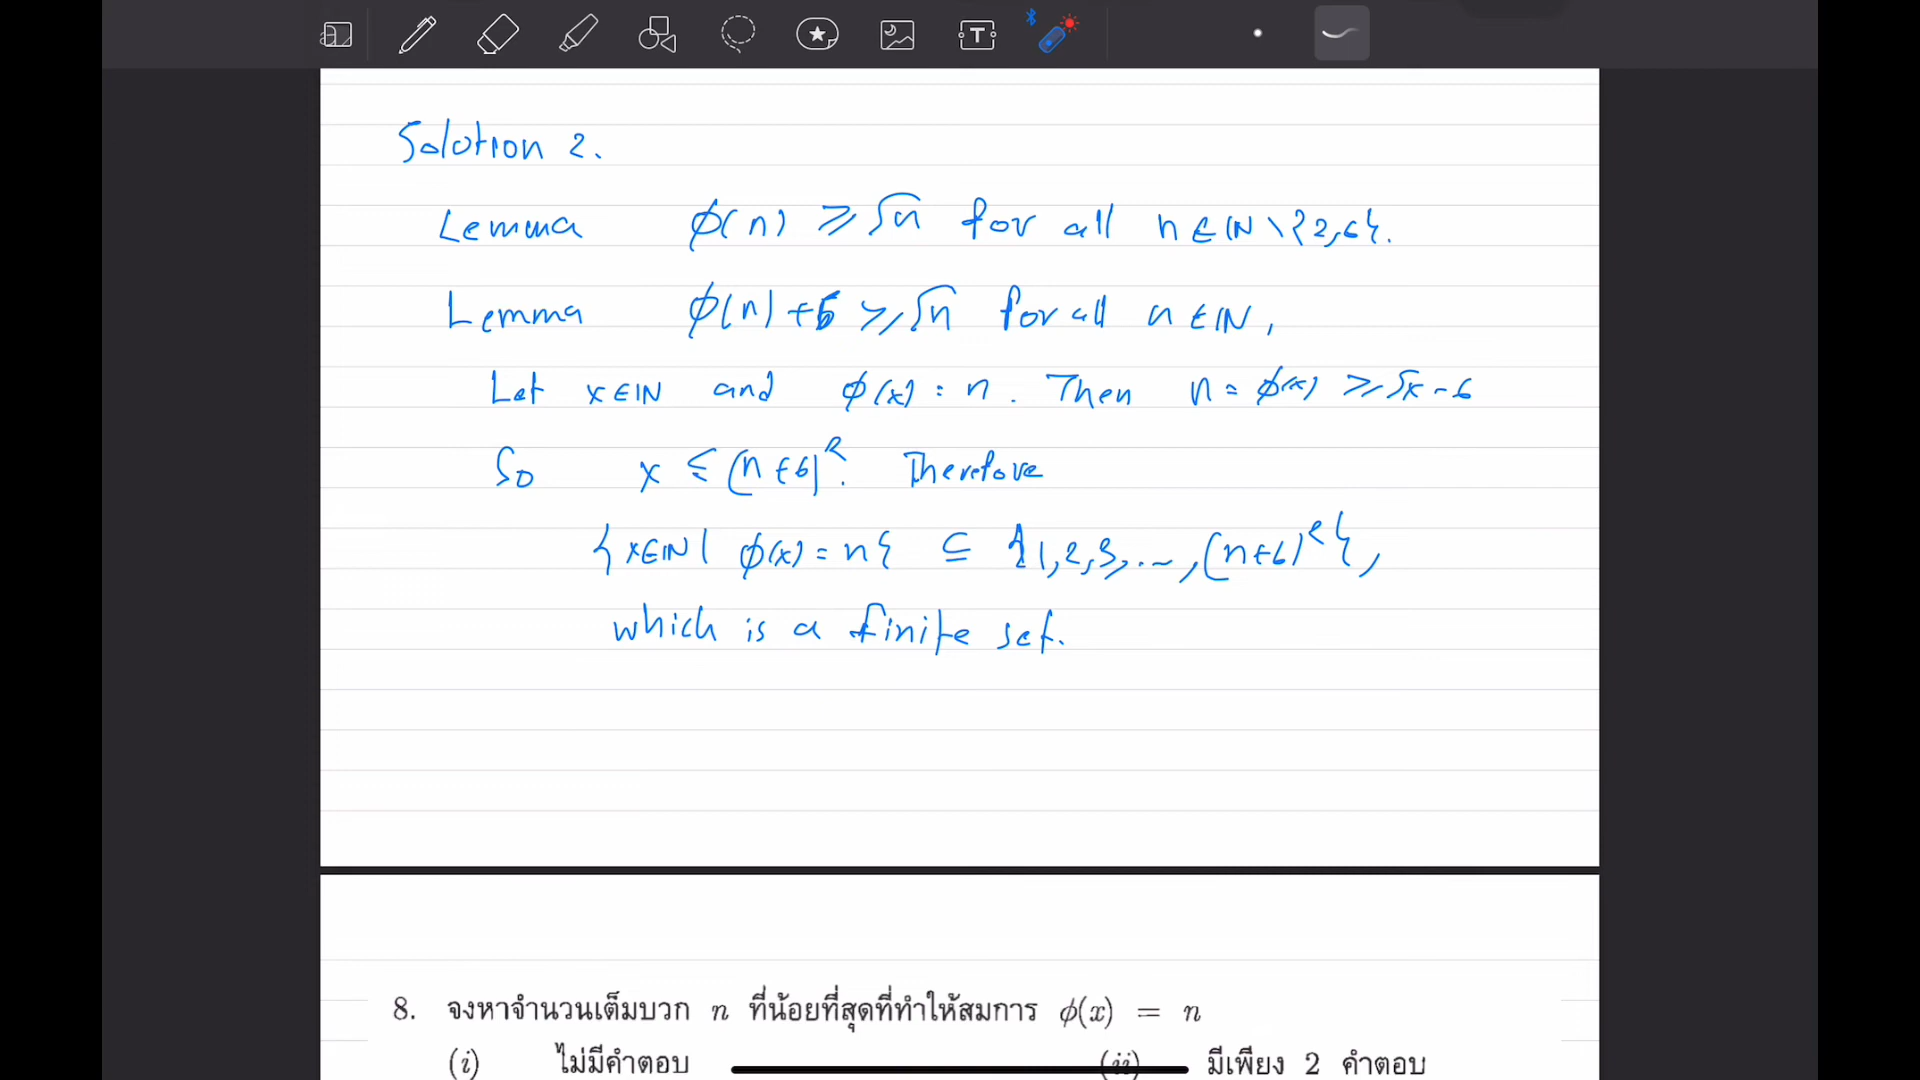 Solution 2.
Lemma ϕ(n) ≥ √n for all n ∈ ℕ \ {2,6}.
Lemma ϕ(n)+6 ≥ √n for all n ∈ ℕ,
Let x ∈ ℕ and ϕ(x) = n. Then n = ϕ(x) ≥ √x - 6
So x ≤ (n+6)². Therefore
{x ∈ ℕ | ϕ(x) = n} ⊆ {1,2,3,...,(n+6)²},
which is a finite set.
8. จงหาจำนวนเต็มบวก n ที่น้อยที่สุดที่ทำให้สมการ ϕ(x) = n
(i) ไม่มีคำตอบ (ii) มีเพียง 2 คำตอบ